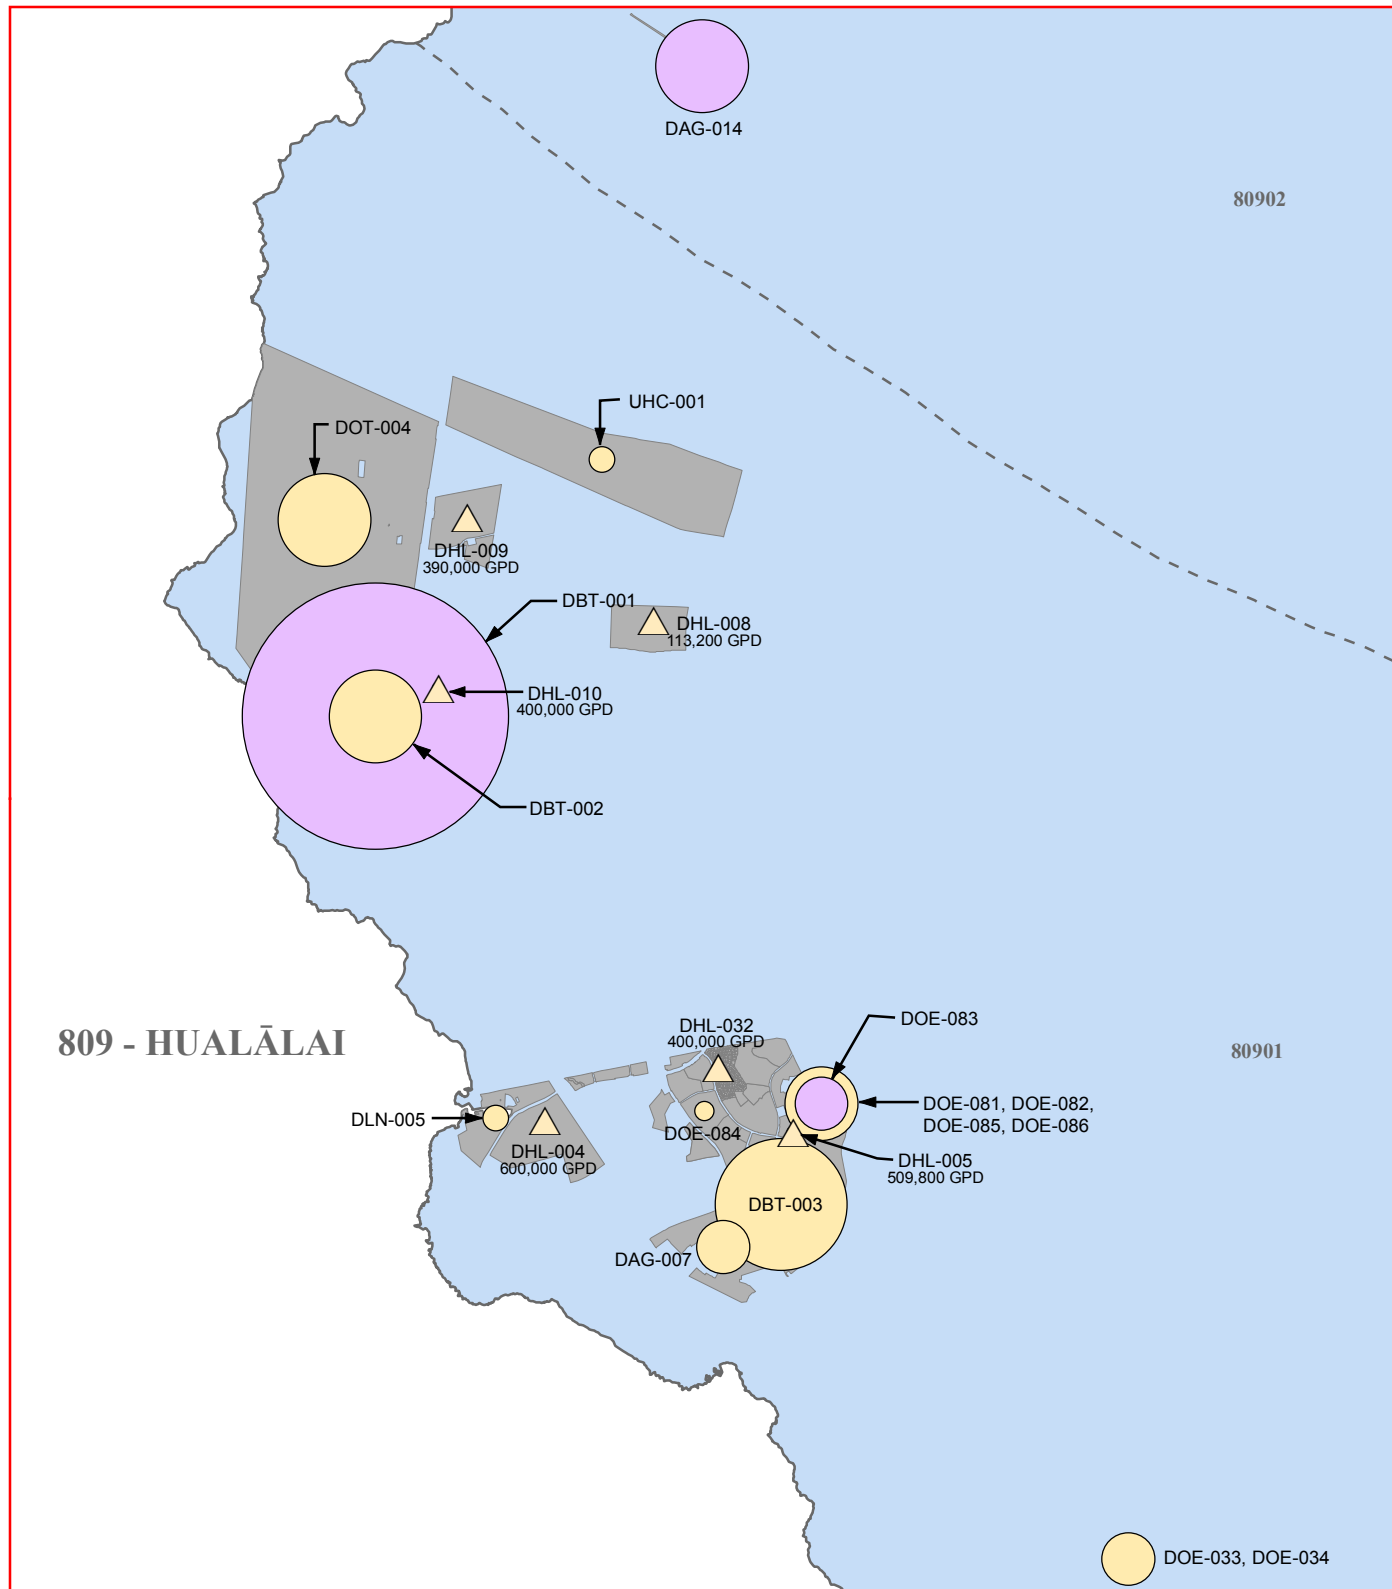 DAG-014
80902
UHC-001
DOT-004
DHL-009
390,000 GPD
DBT-001
DHL-008
113,200 GPD
DHL-010
400,000 GPD
DBT-002
DOE-083
DHL-032
400,000 GPD
809 - HUALĀLAI
80901
DOE-081, DOE-082,
DOE-085, DOE-086
DLN-005
DOE-084
DHL-004
600,000 GPD
DHL-005
509,800 GPD
DBT-003
DAG-007
DOE-033, DOE-034